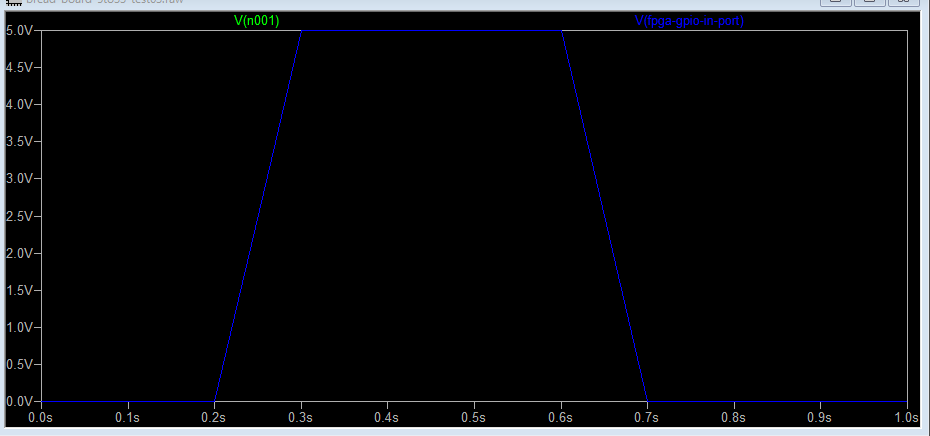 V(n001) V(fpga-gpio-in-port)
5.0V
4.5V
4.0V
3.5V
3.0V
2.5V
2.0V
1.5V
1.0V
0.5V
0.0V
0.0s 0.1s 0.2s 0.3s 0.4s 0.5s 0.6s 0.7s 0.8s 0.9s 1.0s